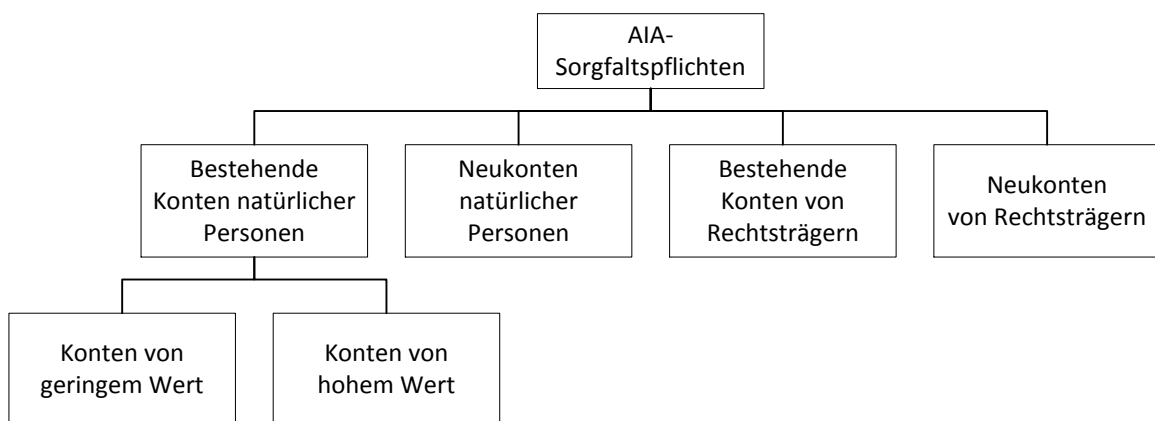 AIA-
Sorgfaltspflichten
Bestehende
Konten natürlicher
Personen
Neukonten
natürlicher
Personen
Bestehende
Konten von
Rechtsträgern
Neukonten
von Rechtsträgern
Konten von
geringem Wert
Konten von
hohem Wert